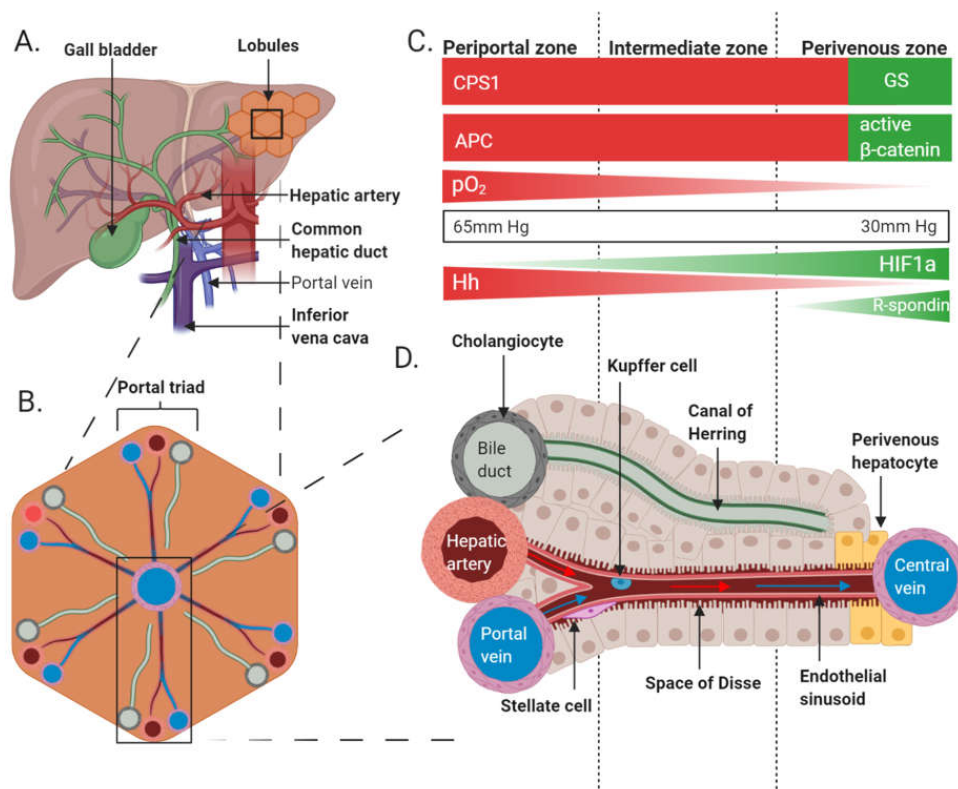 A.
Gall bladder
Lobules
Hepatic artery
Common
hepatic duct
Portal vein
Inferior
vena cava
B.
Portal triad
C.
Periportal zone
Intermediate zone
Perivenous zone
CPS1
GS
APC
active
β-catenin
pO₂
65mm Hg
30mm Hg
HIF1a
Hh
R-spondin
D.
Cholangiocyte
Kupffer cell
Canal of
Herring
Perivenous
hepatocyte
Bile
duct
Hepatic
artery
Central
vein
Portal
vein
Stellate cell
Space of Disse
Endothelial
sinusoid